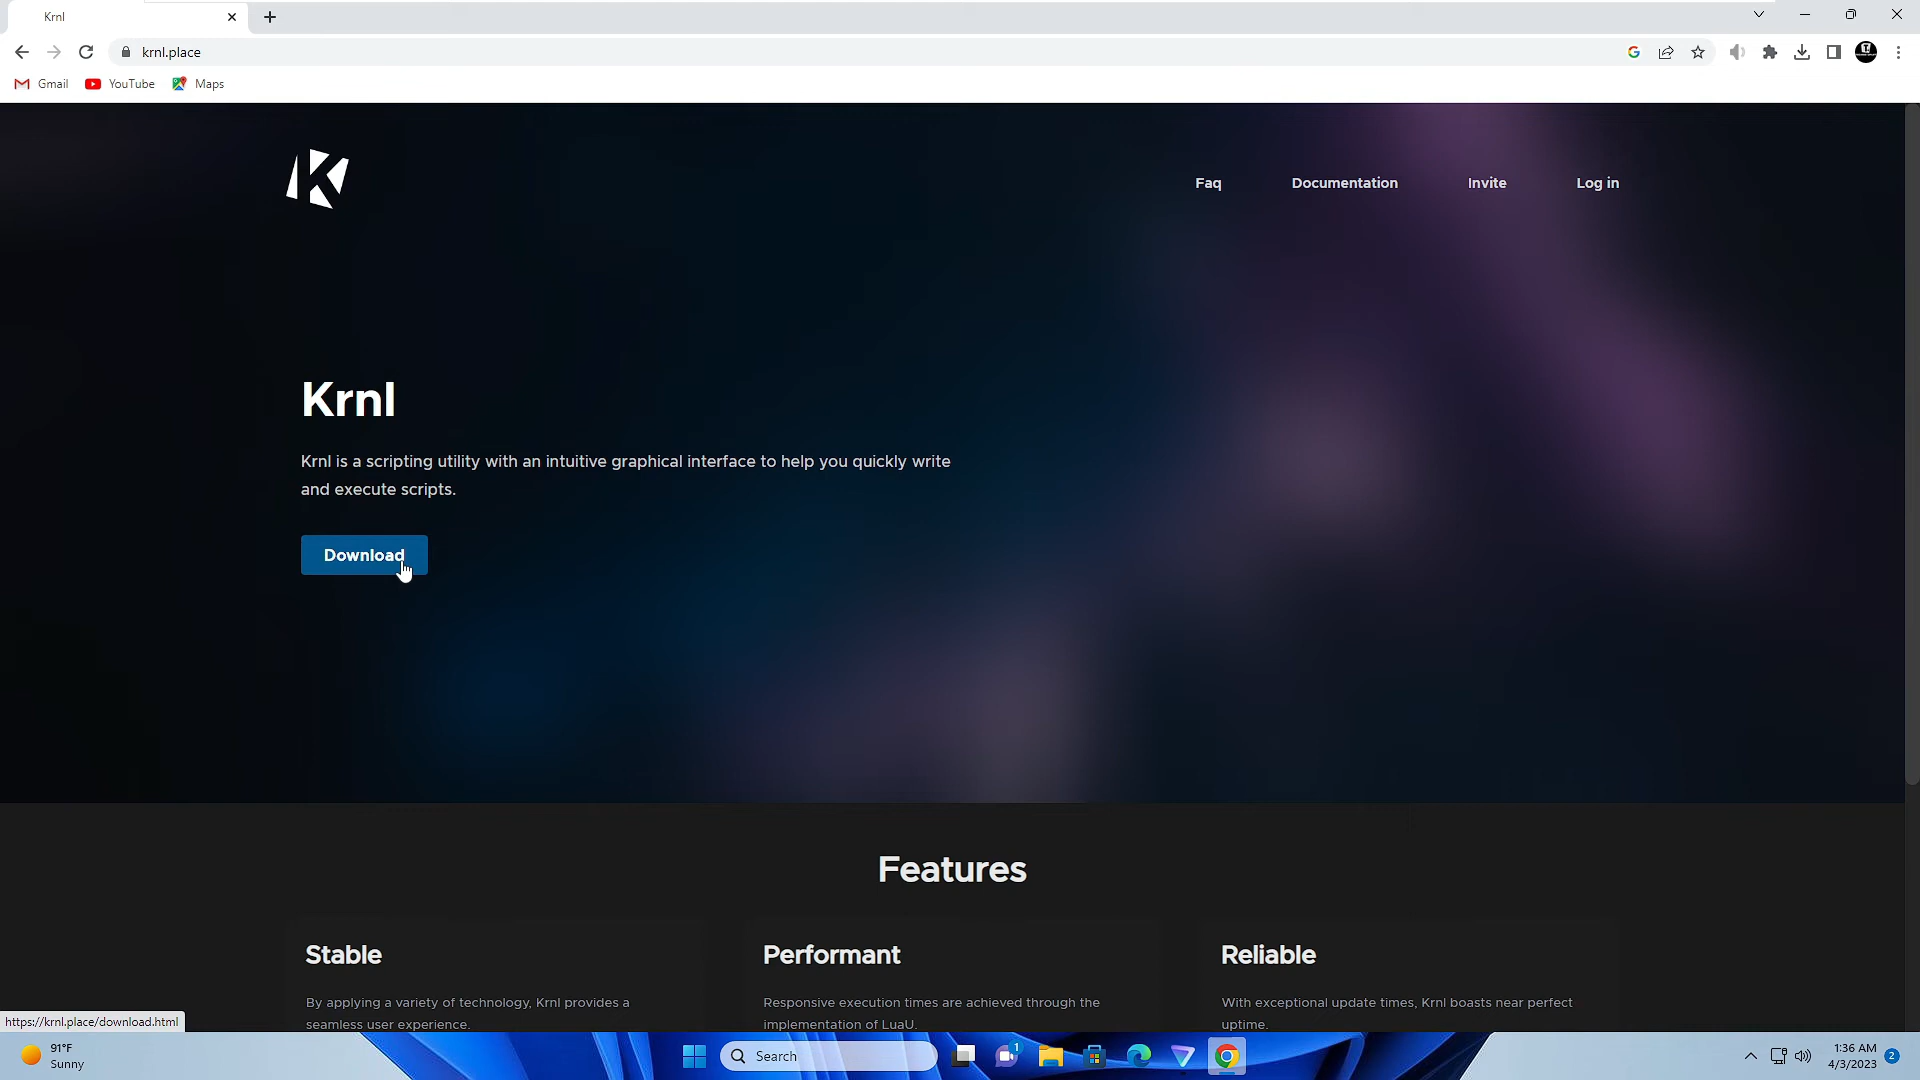 Krnl
krnl.place
Gmail YouTube Maps
Faq Documentation Invite Log in
Krnl
Krnl is a scripting utility with an intuitive graphical interface to help you quickly write
and execute scripts.
Download
Features
Stable
By applying a variety of technology, Krnl provides a
seamless user experience.
Performant
Responsive execution times are achieved through the
implementation of LuaU.
Reliable
With exceptional update times, Krnl boasts near perfect
uptime.
https://krnl.place/download.html
91°F
Sunny
Search
1
1:36 AM
4/3/2023
2